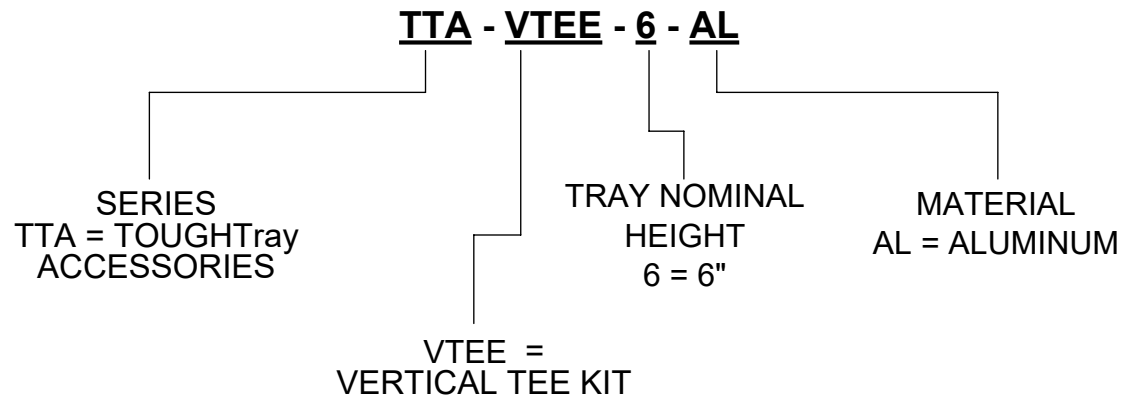 TTA - VTEE - 6 - AL
SERIES
TTA = TOUGHTray
ACCESSORIES
VTEE =
VERTICAL TEE KIT
TRAY NOMINAL
HEIGHT
6 = 6"
MATERIAL
AL = ALUMINUM